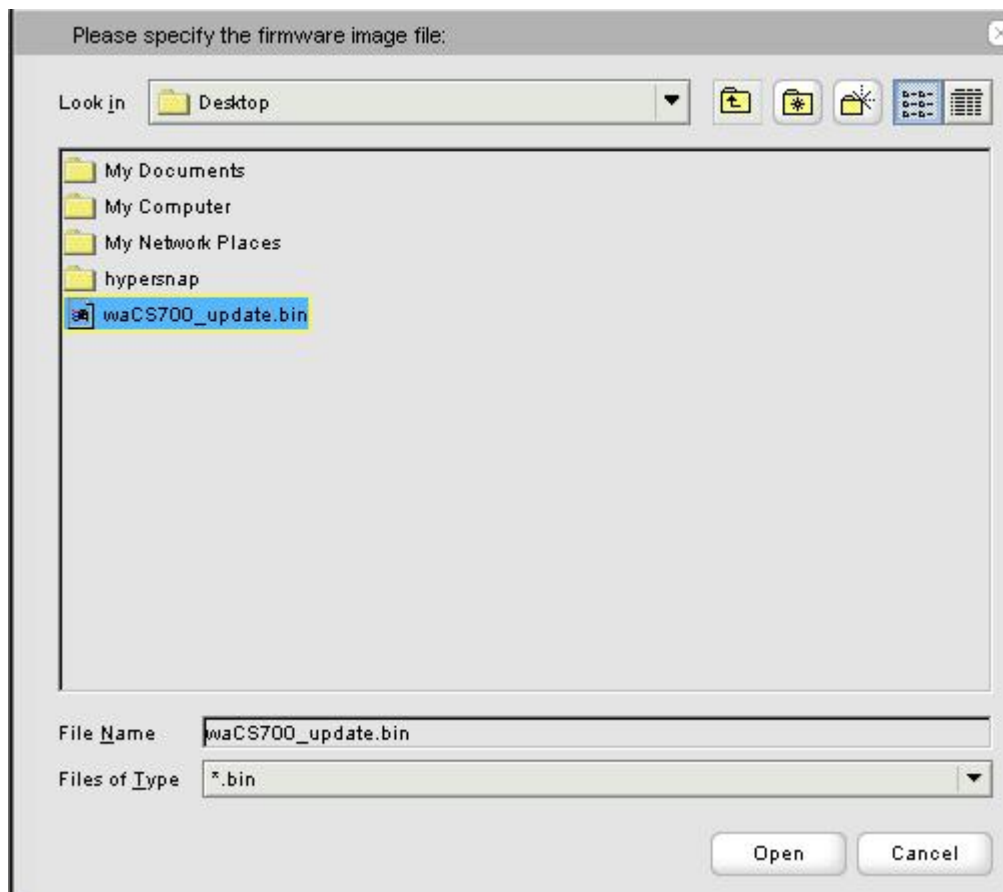 Please specify the firmware image file:
Look in Desktop
My Documents
My Computer
My Network Places
hypersnap
waCS700_update.bin
File Name waCS700_update.bin
Files of Type *.bin
Open Cancel